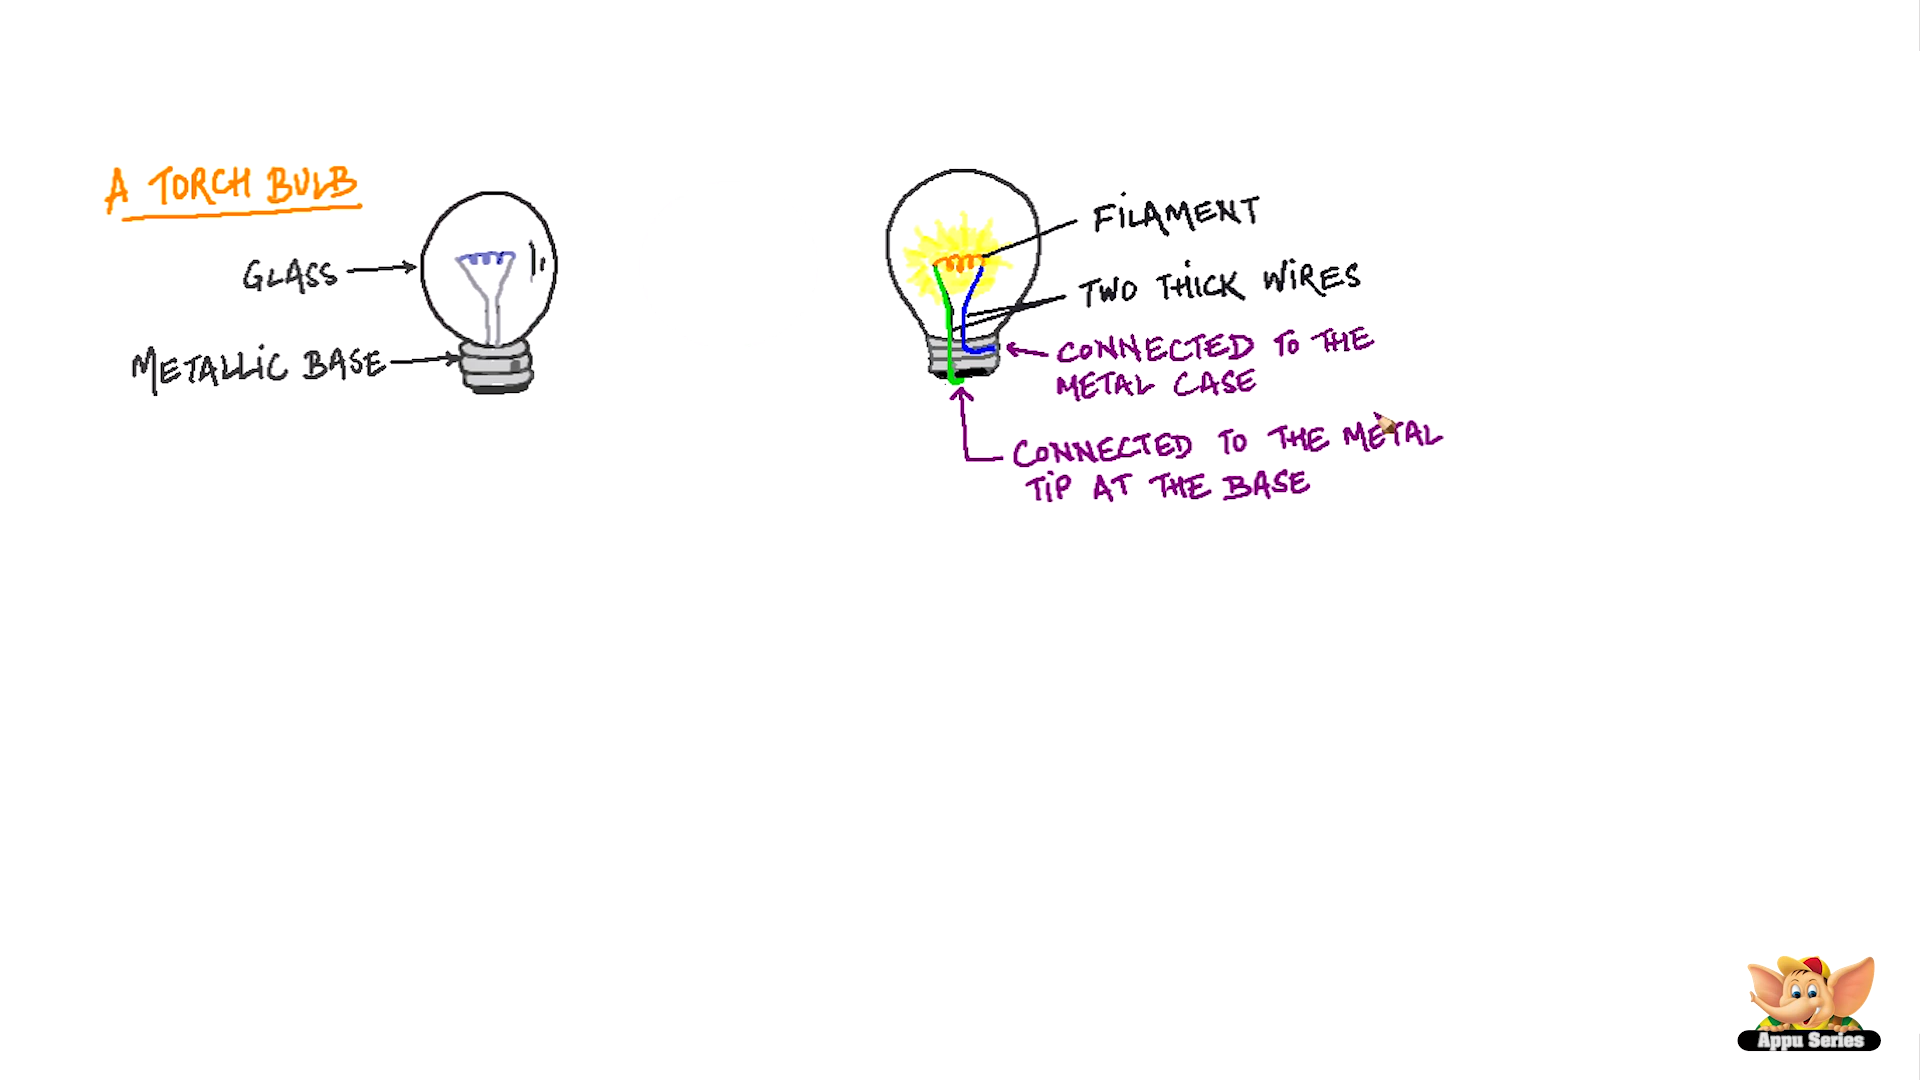 A TORCH BULB
GLASS
METALLIC BASE
FILAMENT
TWO THICK WIRES
CONNECTED TO THE
METAL CASE
CONNECTED TO THE METAL
TIP AT THE BASE
Appu Series